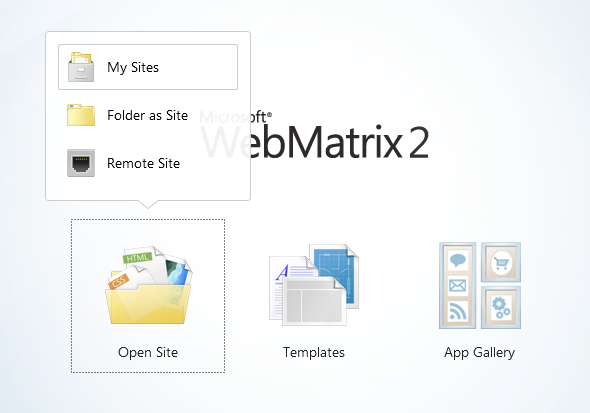 My Sites
Folder as Site
Remote Site
Microsoft®
WebMatrix 2
HTML
CSS
A
Open Site
Templates
App Gallery